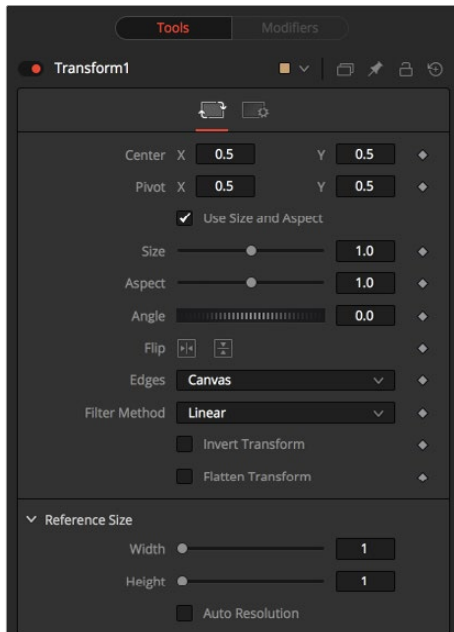 Tools Modifiers
Transform1
Center X 0.5 Y 0.5
Pivot X 0.5 Y 0.5
Use Size and Aspect
Size 1.0
Aspect 1.0
Angle 0.0
Flip
Edges Canvas
Filter Method Linear
Invert Transform
Flatten Transform
Reference Size
Width 1
Height 1
Auto Resolution